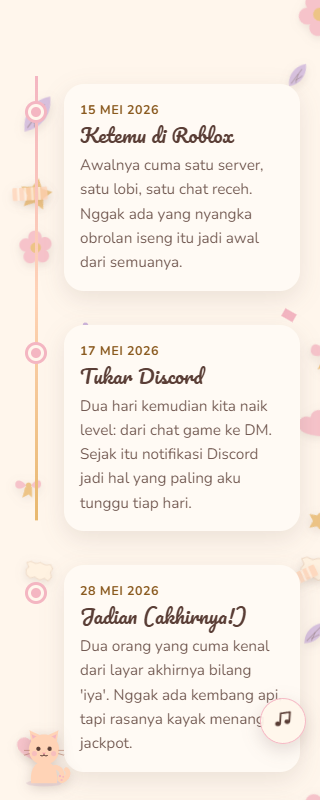 15 MEI 2026
Ketemu di Roblox
Awalnya cuma satu server,
satu lobi, satu chat receh.
Nggak ada yang nyangka
obrolan iseng itu jadi awal
dari semuanya.
17 MEI 2026
Tukar Discord
Dua hari kemudian kita naik
level: dari chat game ke DM.
Sejak itu notifikasi Discord
jadi hal yang paling aku
tunggu tiap hari.
28 MEI 2026
Jadian (akhirnya!)
Dua orang yang cuma kenal
dari layar akhirnya bilang
'iya'. Nggak ada kembang api,
tapi rasanya kayak menang
jackpot.